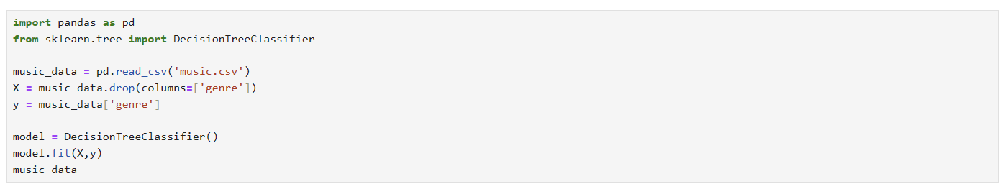 import pandas as pd
from sklearn.tree import DecisionTreeClassifier
music_data = pd.read_csv('music.csv')
X = music_data.drop(columns=['genre'])
y = music_data['genre']
model = DecisionTreeClassifier()
model.fit(X,y)
music_data